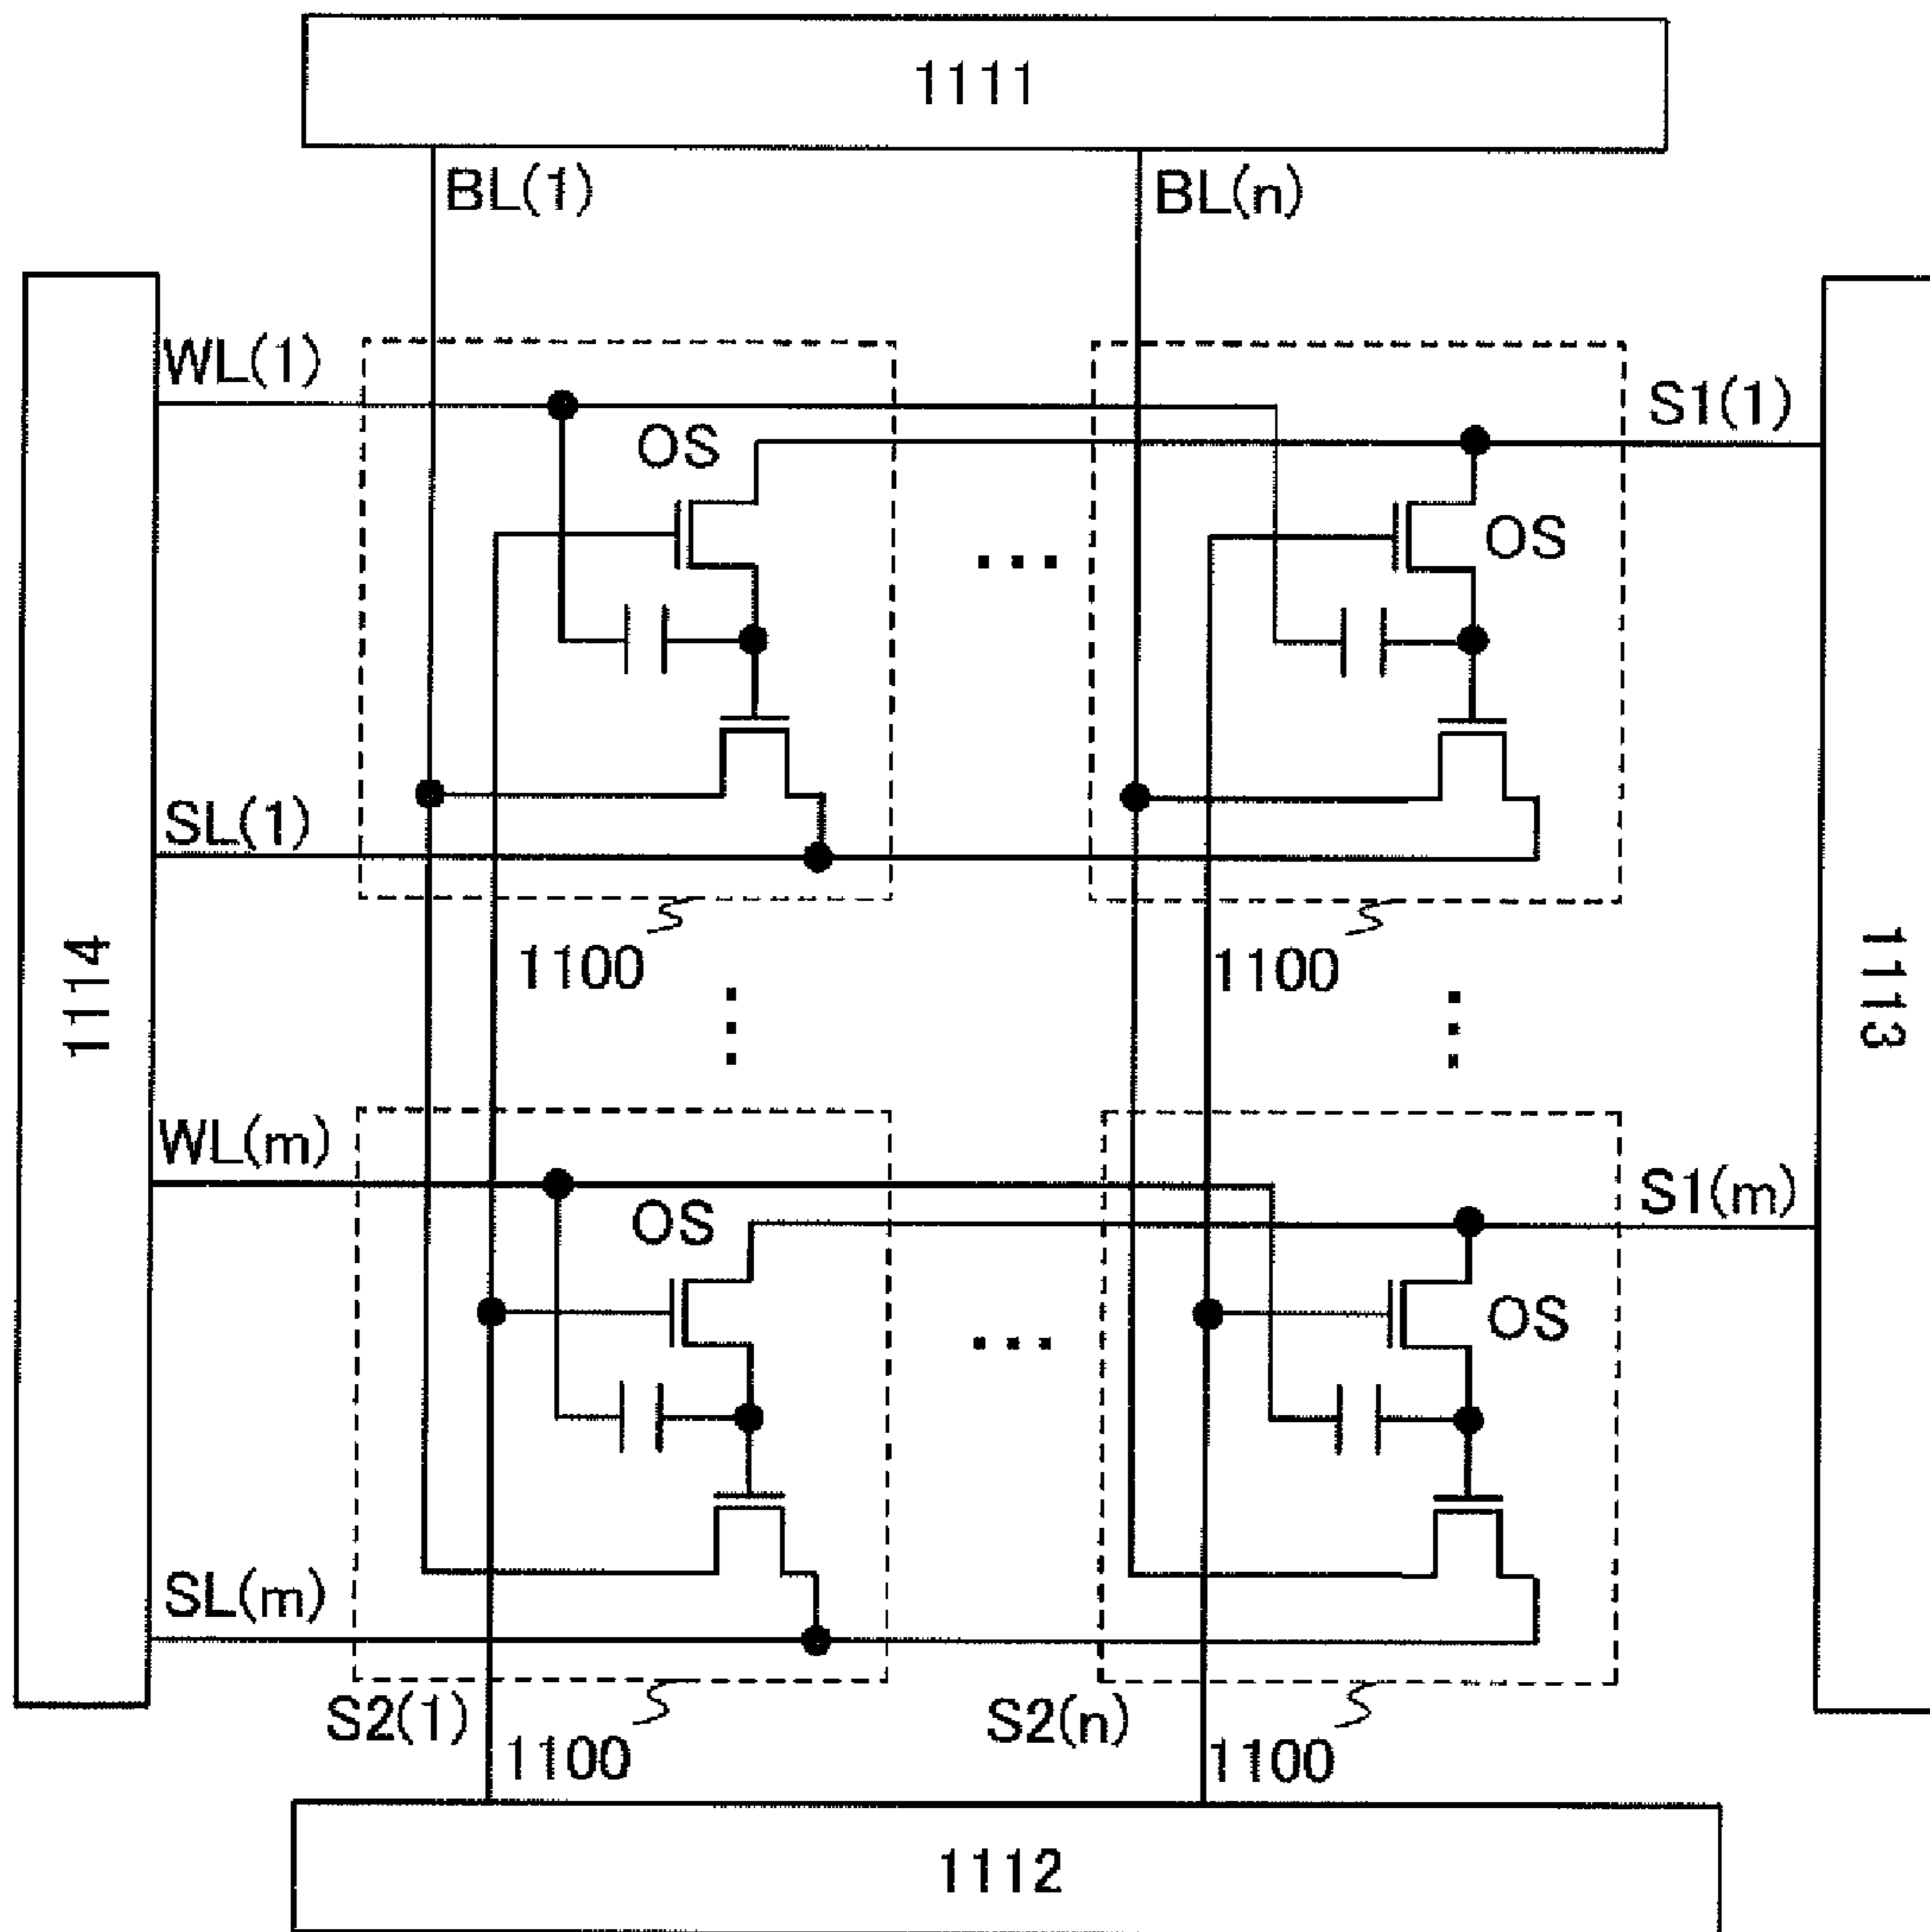 1111
BL(1)
BL(n)
WL(1)
S1(1)
OS
OS
SL(1)
1100
1100
1114
1113
WL(m)
S1(m)
OS
OS
SL(m)
S2(1)
S2(n)
1100
1100
1112